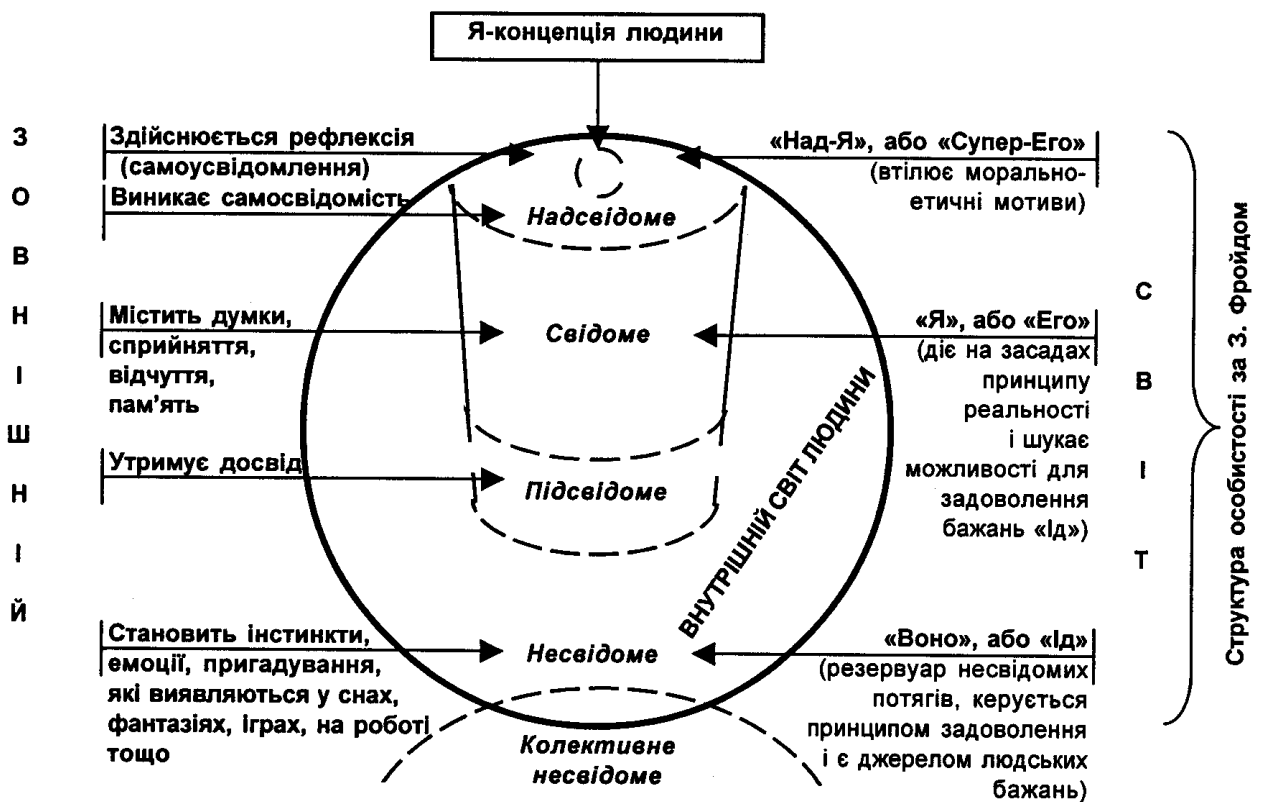 Я-концепція людини
З О В Н І Ш Н І Й
Здійснюється рефлексія
(самоусвідомлення)
Виникає самосвідомість
Містить думки,
сприйняття,
відчуття,
пам’ять
Утримує досвід
Становить інстинкти,
емоції, пригадування,
які виявляються у снах,
фантазіях, іграх, на роботі
тощо
Надсвідоме
Свідоме
Підсвідоме
Несвідоме
Колективне
несвідоме
ВНУТРІШНІЙ СВІТ ЛЮДИНИ
«Над-Я», або «Супер-Его»
(втілює морально-
етичні мотиви)
«Я», або «Его»
(діє на засадах
принципу
реальності
і шукає
можливості для
задоволення
бажань «Ід»)
«Воно», або «Ід»
(резервуар несвідомих
потягів, керується
принципом задоволення
і є джерелом людських
бажань)
С В І Т
Структура особистості за З. Фройдом